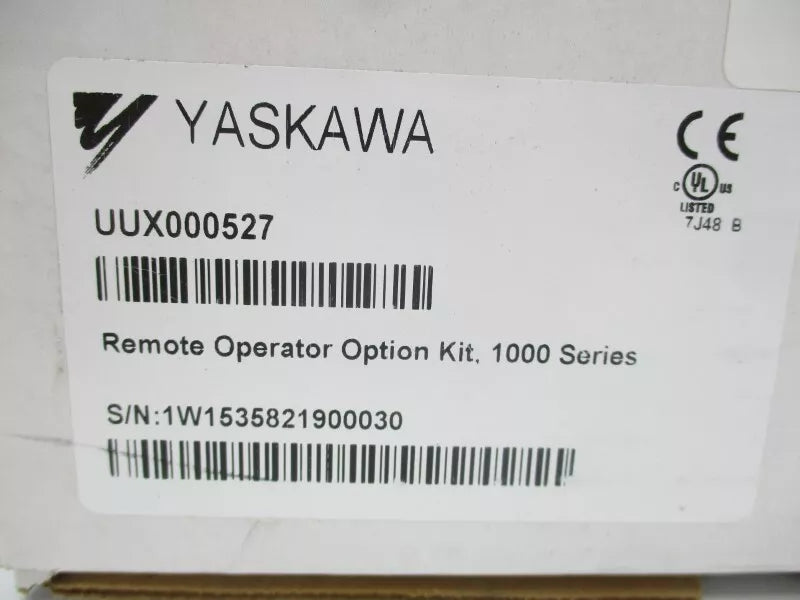 YASKAWA
CE
UUX000527
C UL US
LISTED
7J48 B
Remote Operator Option Kit, 1000 Series
S/N:1W1535821900030